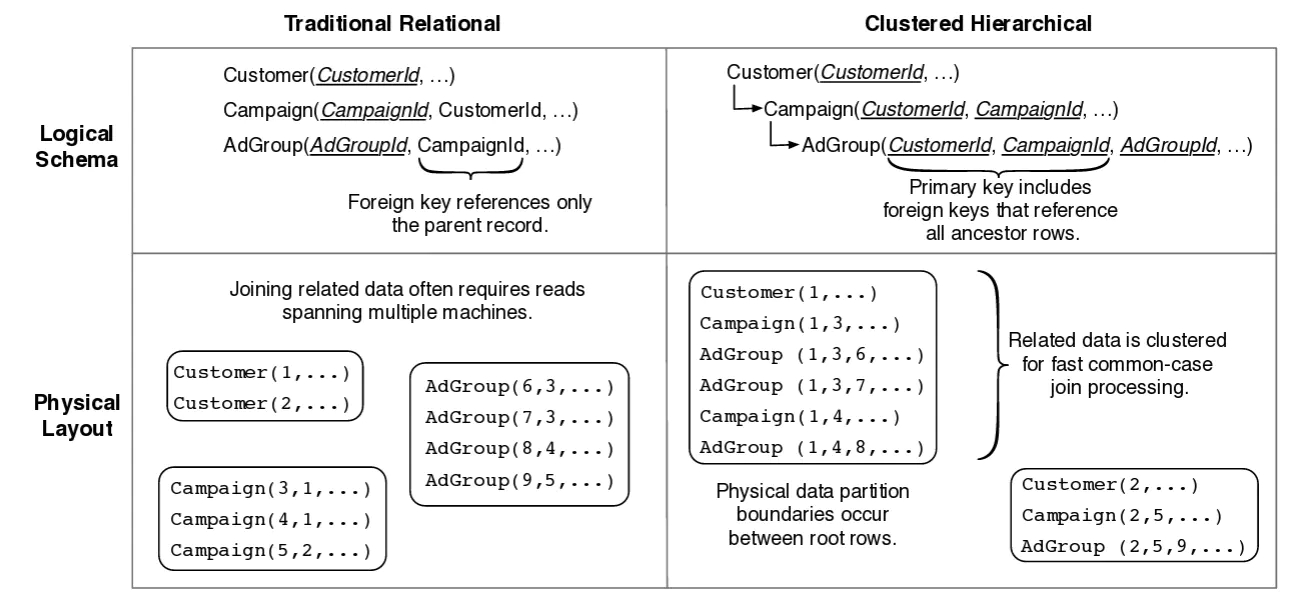 Traditional Relational
Clustered Hierarchical
Logical
Schema
Customer(CustomerId, …)
Campaign(CampaignId, CustomerId, …)
AdGroup(AdGroupId, CampaignId, …)
Foreign key references only
the parent record.
Customer(CustomerId, …)
Campaign(CustomerId, CampaignId, …)
AdGroup(CustomerId, CampaignId, AdGroupId, …)
Primary key includes
foreign keys that reference
all ancestor rows.
Physical
Layout
Joining related data often requires reads
spanning multiple machines.
Customer(1,...)
Customer(2,...)
AdGroup(6,3,...)
AdGroup(7,3,...)
AdGroup(8,4,...)
AdGroup(9,5,...)
Campaign(3,1,...)
Campaign(4,1,...)
Campaign(5,2,...)
Customer(1,...)
Campaign(1,3,...)
AdGroup (1,3,6,...)
AdGroup (1,3,7,...)
Campaign(1,4,...)
AdGroup (1,4,8,...)
Related data is clustered
for fast common-case
join processing.
Physical data partition
boundaries occur
between root rows.
Customer(2,...)
Campaign(2,5,...)
AdGroup (2,5,9,...)